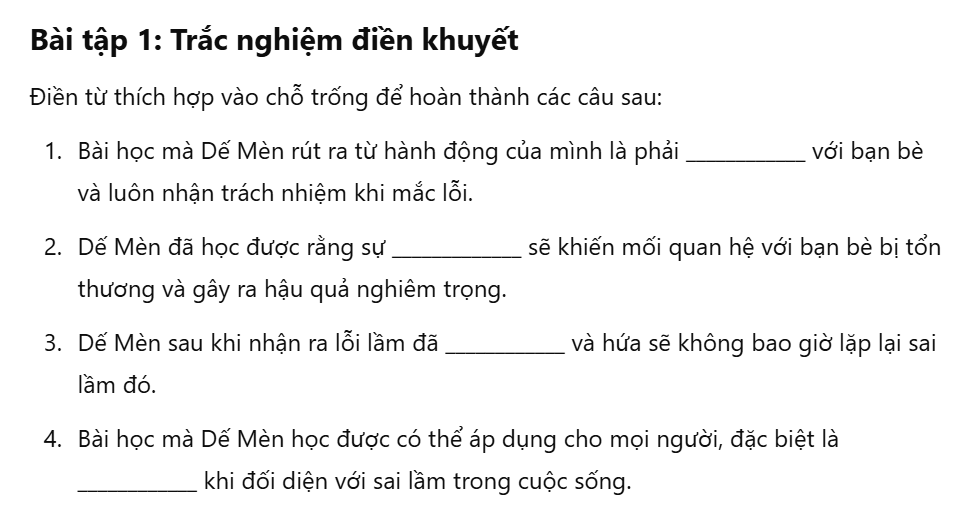 Bài tập 1: Trắc nghiệm điền khuyết
Điền từ thích hợp vào chỗ trống để hoàn thành các câu sau:
1. Bài học mà Dế Mèn rút ra từ hành động của mình là phải ____________ với bạn bè
và luôn nhận trách nhiệm khi mắc lỗi.
2. Dế Mèn đã học được rằng sự _____________ sẽ khiến mối quan hệ với bạn bè bị tổn
thương và gây ra hậu quả nghiêm trọng.
3. Dế Mèn sau khi nhận ra lỗi lầm đã ____________ và hứa sẽ không bao giờ lặp lại sai
lầm đó.
4. Bài học mà Dế Mèn học được có thể áp dụng cho mọi người, đặc biệt là
____________ khi đối diện với sai lầm trong cuộc sống.